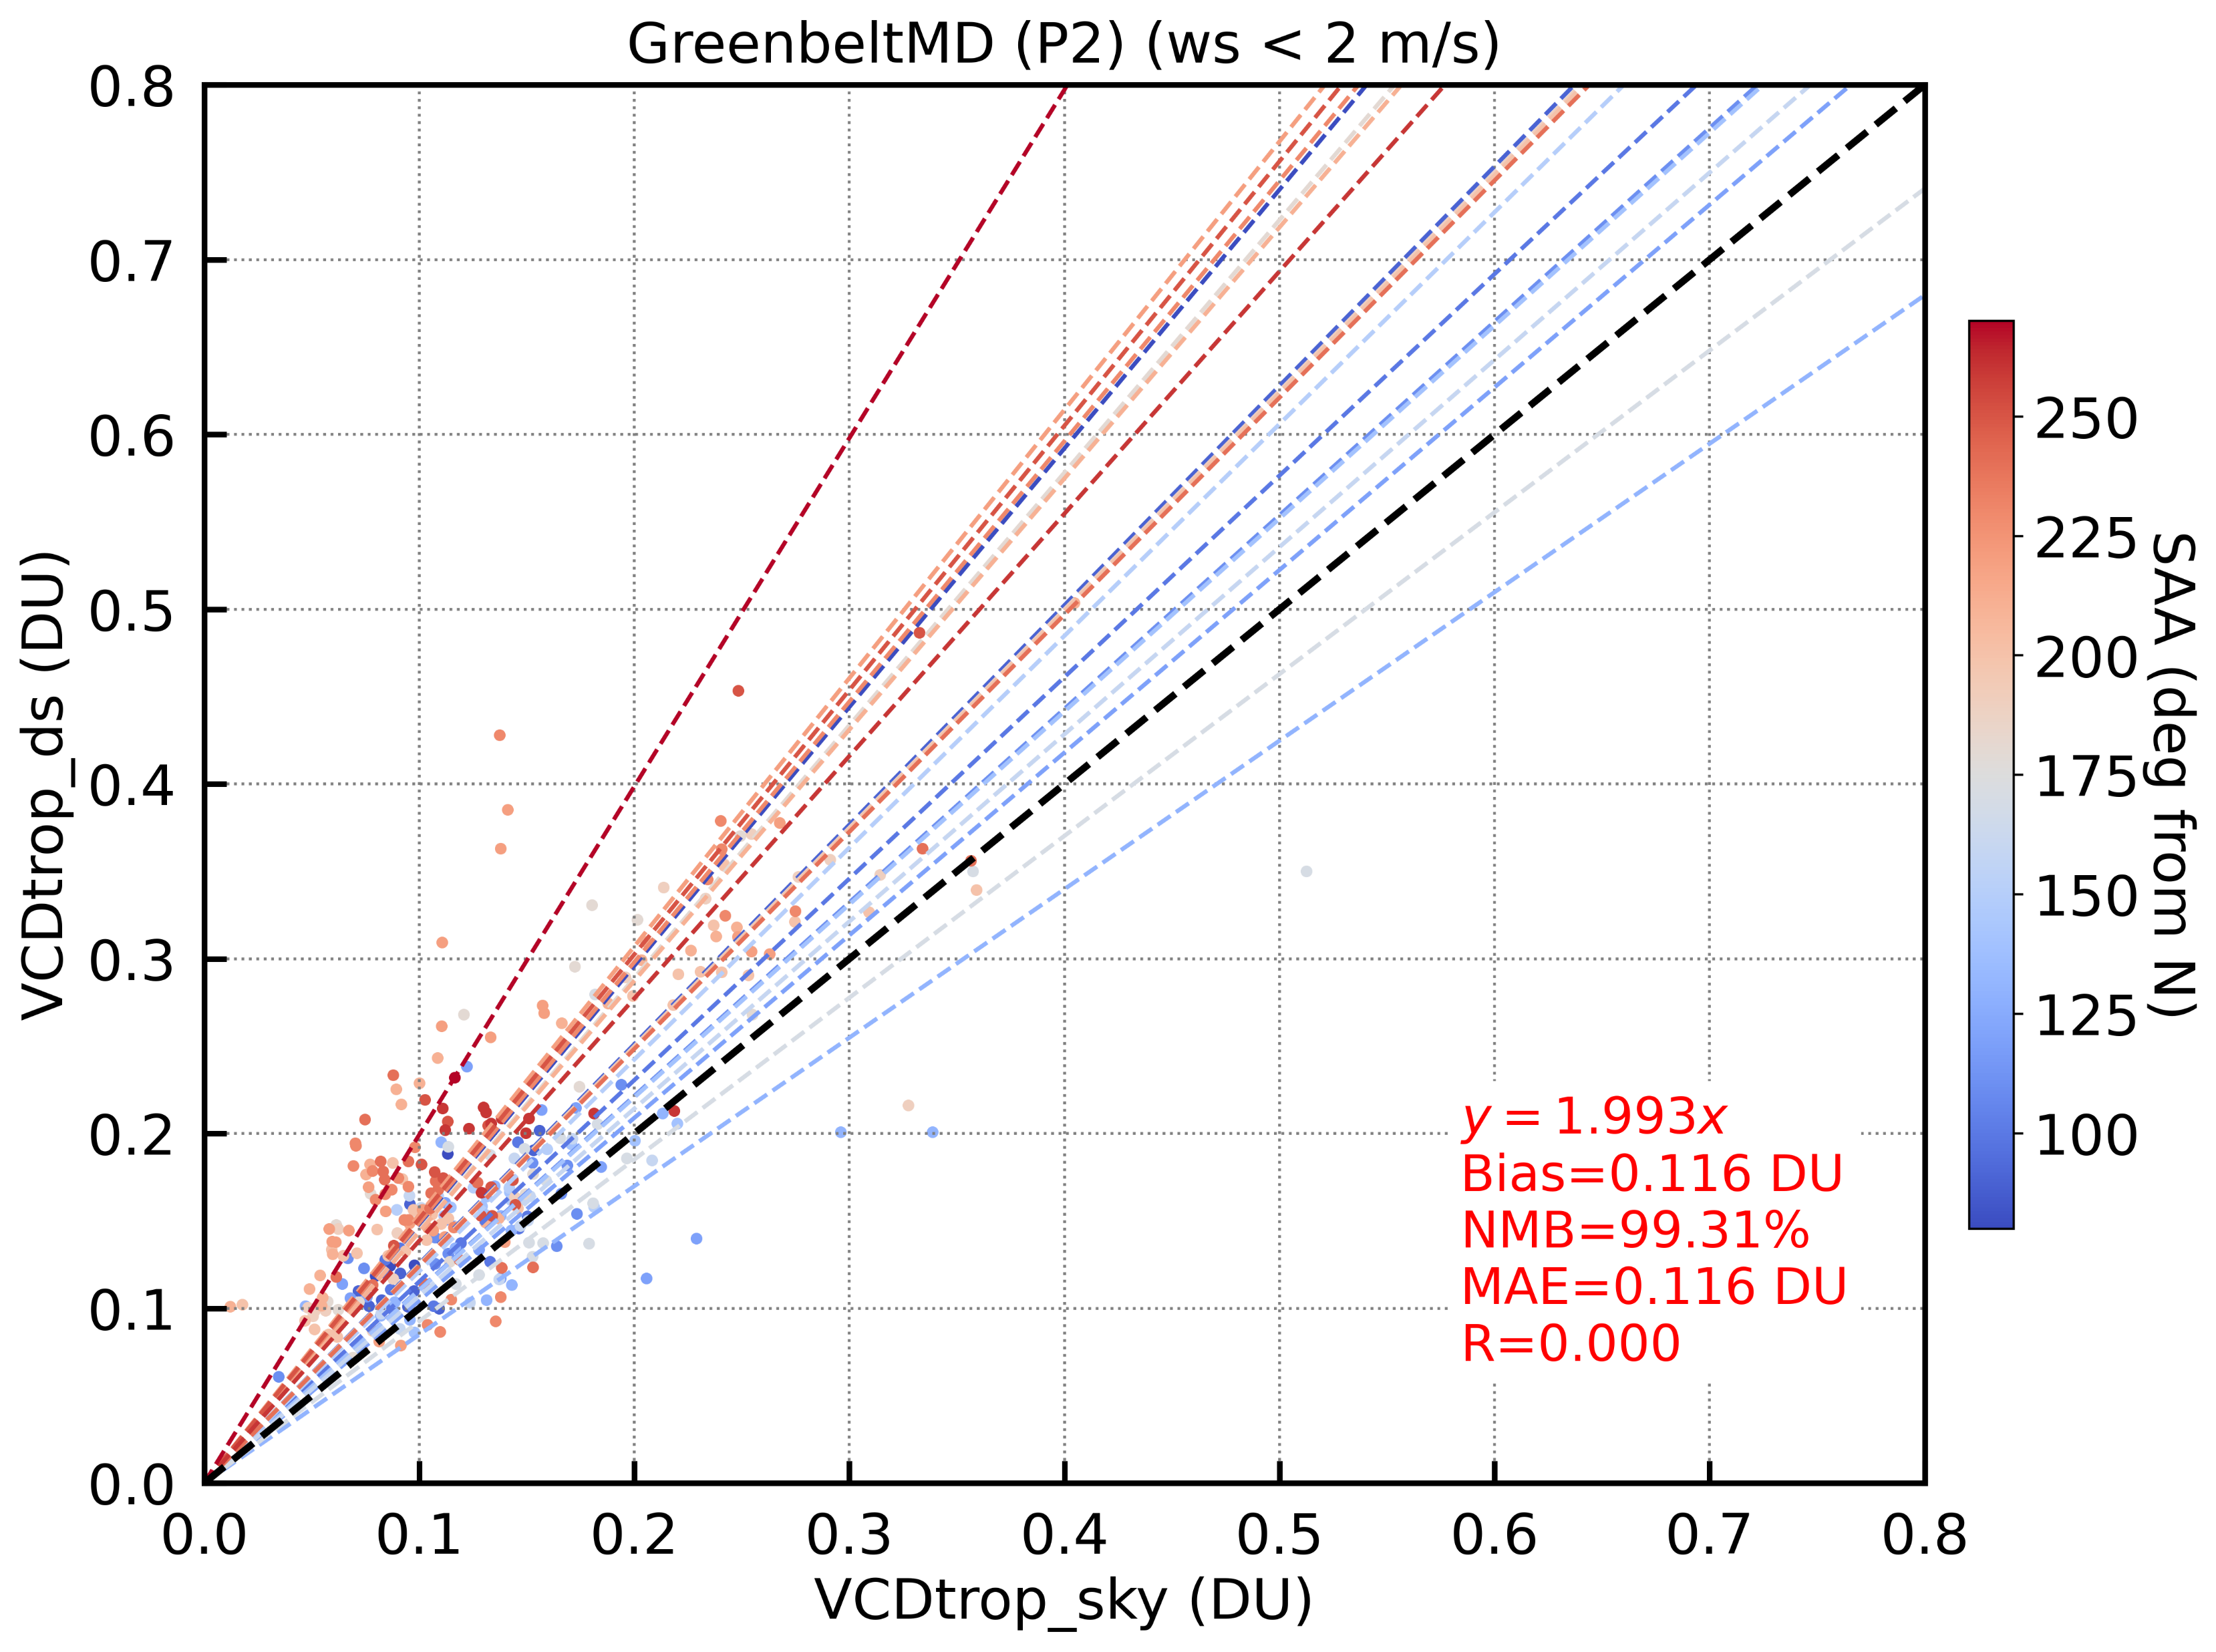 GreenbeltMD (P2) (ws < 2 m/s)
0.8
0.7
0.6
0.5
0.4
0.3
0.2
0.1
0.0
VCDtrop_ds (DU)
0.0 0.1 0.2 0.3 0.4 0.5 0.6 0.7 0.8
VCDtrop_sky (DU)
y = 1.993x
Bias=0.116 DU
NMB=99.31%
MAE=0.116 DU
R=0.000
250
225
200
175
150
125
100
SAA (deg from N)